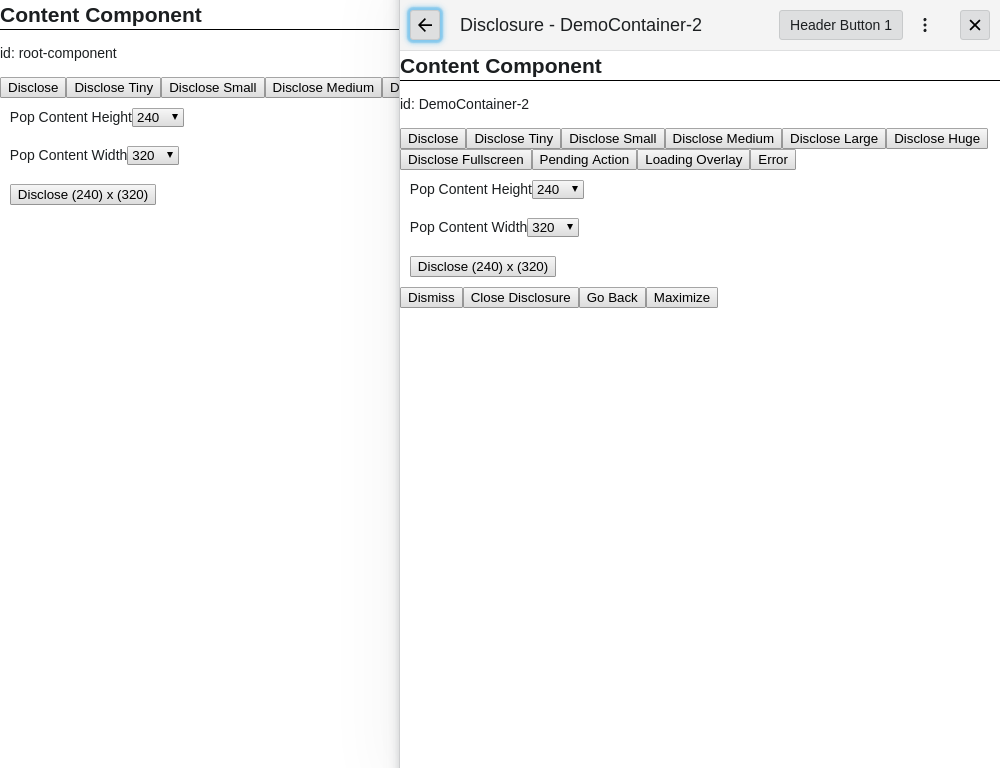 Content Component
id: root-component
Disclose Disclose Tiny Disclose Small Disclose Medium D
Pop Content Height 240
Pop Content Width 320
Disclose (240) x (320)
Disclosure - DemoContainer-2 Header Button 1
Content Component
id: DemoContainer-2
Disclose Disclose Tiny Disclose Small Disclose Medium Disclose Large Disclose Huge
Disclose Fullscreen Pending Action Loading Overlay Error
Pop Content Height 240
Pop Content Width 320
Disclose (240) x (320)
Dismiss Close Disclosure Go Back Maximize